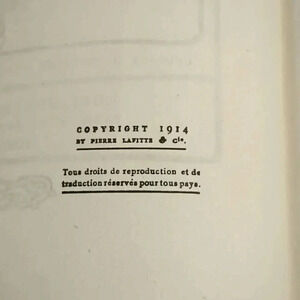 COPYRIGHT 1914
BY PIERRE LAFITTE & Cie.
Tous droits de reproduction et de
traduction réservés pour tous pays.